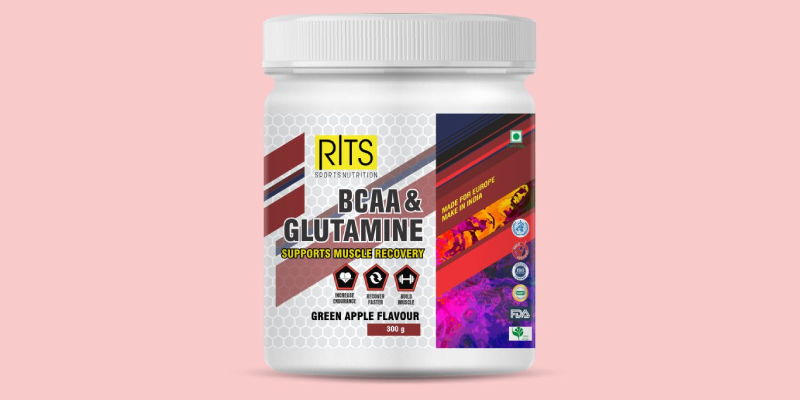 RITS
SPORTS NUTRITION
BCAA &
GLUTAMINE
SUPPORTS MUSCLE RECOVERY
INCREASE
ENDURANCE
RECOVER
FASTER
BUILD
MUSCLE
GREEN APPLE FLAVOUR
300 g
MADE FOR EUROPE
MAKE IN INDIA
ISO
FDA